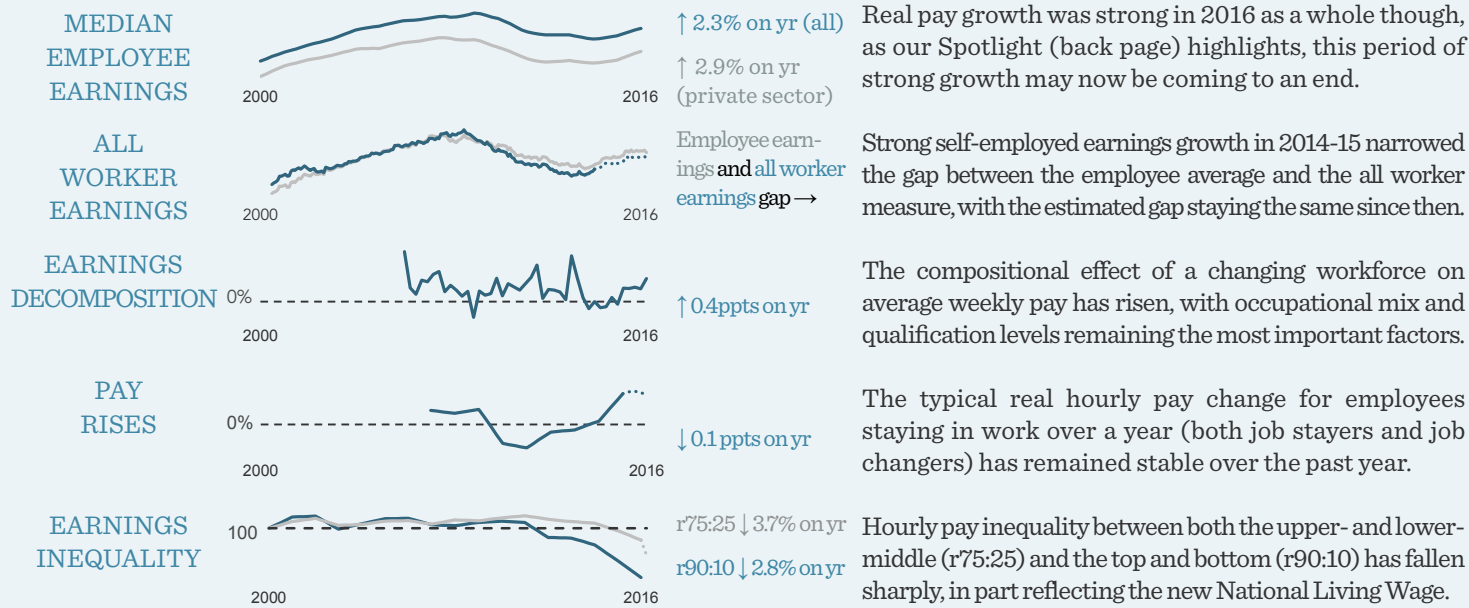 MEDIAN
EMPLOYEE
EARNINGS
2000
2016
↑ 2.3% on yr (all)
↑ 2.9% on yr
(private sector)
Real pay growth was strong in 2016 as a whole though,
as our Spotlight (back page) highlights, this period of
strong growth may now be coming to an end.
ALL
WORKER
EARNINGS
2000
2016
Employee earn-
ings and all worker
earnings gap →
Strong self-employed earnings growth in 2014-15 narrowed
the gap between the employee average and the all worker
measure, with the estimated gap staying the same since then.
EARNINGS
DECOMPOSITION
0%
2000
2016
↑ 0.4ppts on yr
The compositional effect of a changing workforce on
average weekly pay has risen, with occupational mix and
qualification levels remaining the most important factors.
PAY
RISES
0%
2000
2016
↓ 0.1 ppts on yr
The typical real hourly pay change for employees
staying in work over a year (both job stayers and job
changers) has remained stable over the past year.
EARNINGS
INEQUALITY
100
2000
2016
r75:25 ↓ 3.7% on yr
r90:10 ↓ 2.8% on yr
Hourly pay inequality between both the upper- and lower-
middle (r75:25) and the top and bottom (r90:10) has fallen
sharply, in part reflecting the new National Living Wage.